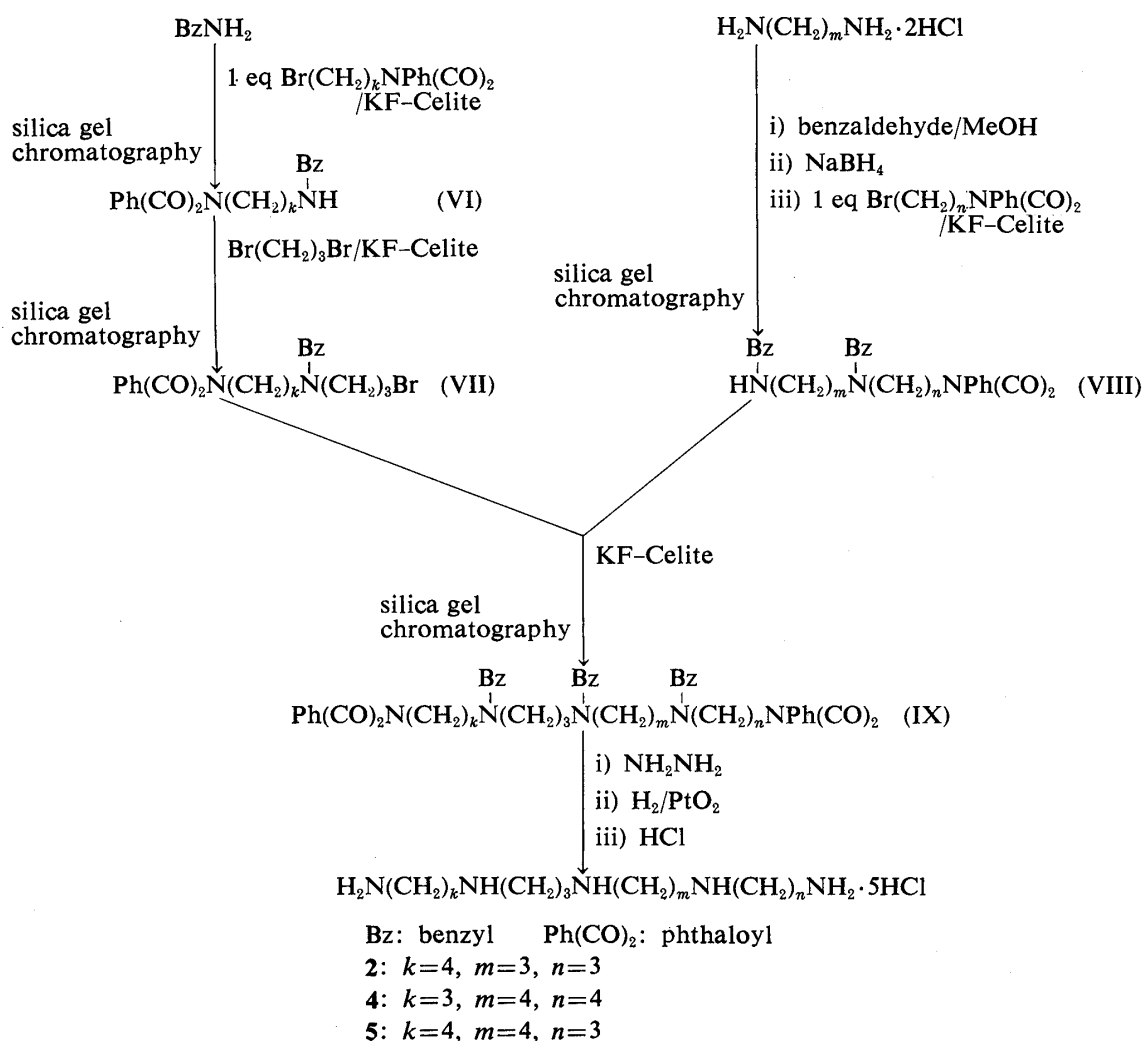 BzNH₂
1 eq Br(CH₂)ₖNPh(CO)₂
/KF–Celite
silica gel
chromatography
Bz
Ph(CO)₂N(CH₂)ₖNH (VI)
Br(CH₂)₃Br/KF–Celite
silica gel
chromatography
Bz
Ph(CO)₂N(CH₂)ₖN(CH₂)₃Br (VII)
H₂N(CH₂)ₘNH₂·2HCl
i) benzaldehyde/MeOH
ii) NaBH₄
iii) 1 eq Br(CH₂)ₙNPh(CO)₂
/KF–Celite
silica gel
chromatography
Bz Bz
HN(CH₂)ₘN(CH₂)ₙNPh(CO)₂ (VIII)
KF–Celite
silica gel
chromatography
Bz Bz Bz
Ph(CO)₂N(CH₂)ₖN(CH₂)₃N(CH₂)ₘN(CH₂)ₙNPh(CO)₂ (IX)
i) NH₂NH₂
ii) H₂/PtO₂
iii) HCl
H₂N(CH₂)ₖNH(CH₂)₃NH(CH₂)ₘNH(CH₂)ₙNH₂·5HCl
Bz: benzyl Ph(CO)₂: phthaloyl
2: k=4, m=3, n=3
4: k=3, m=4, n=4
5: k=4, m=4, n=3